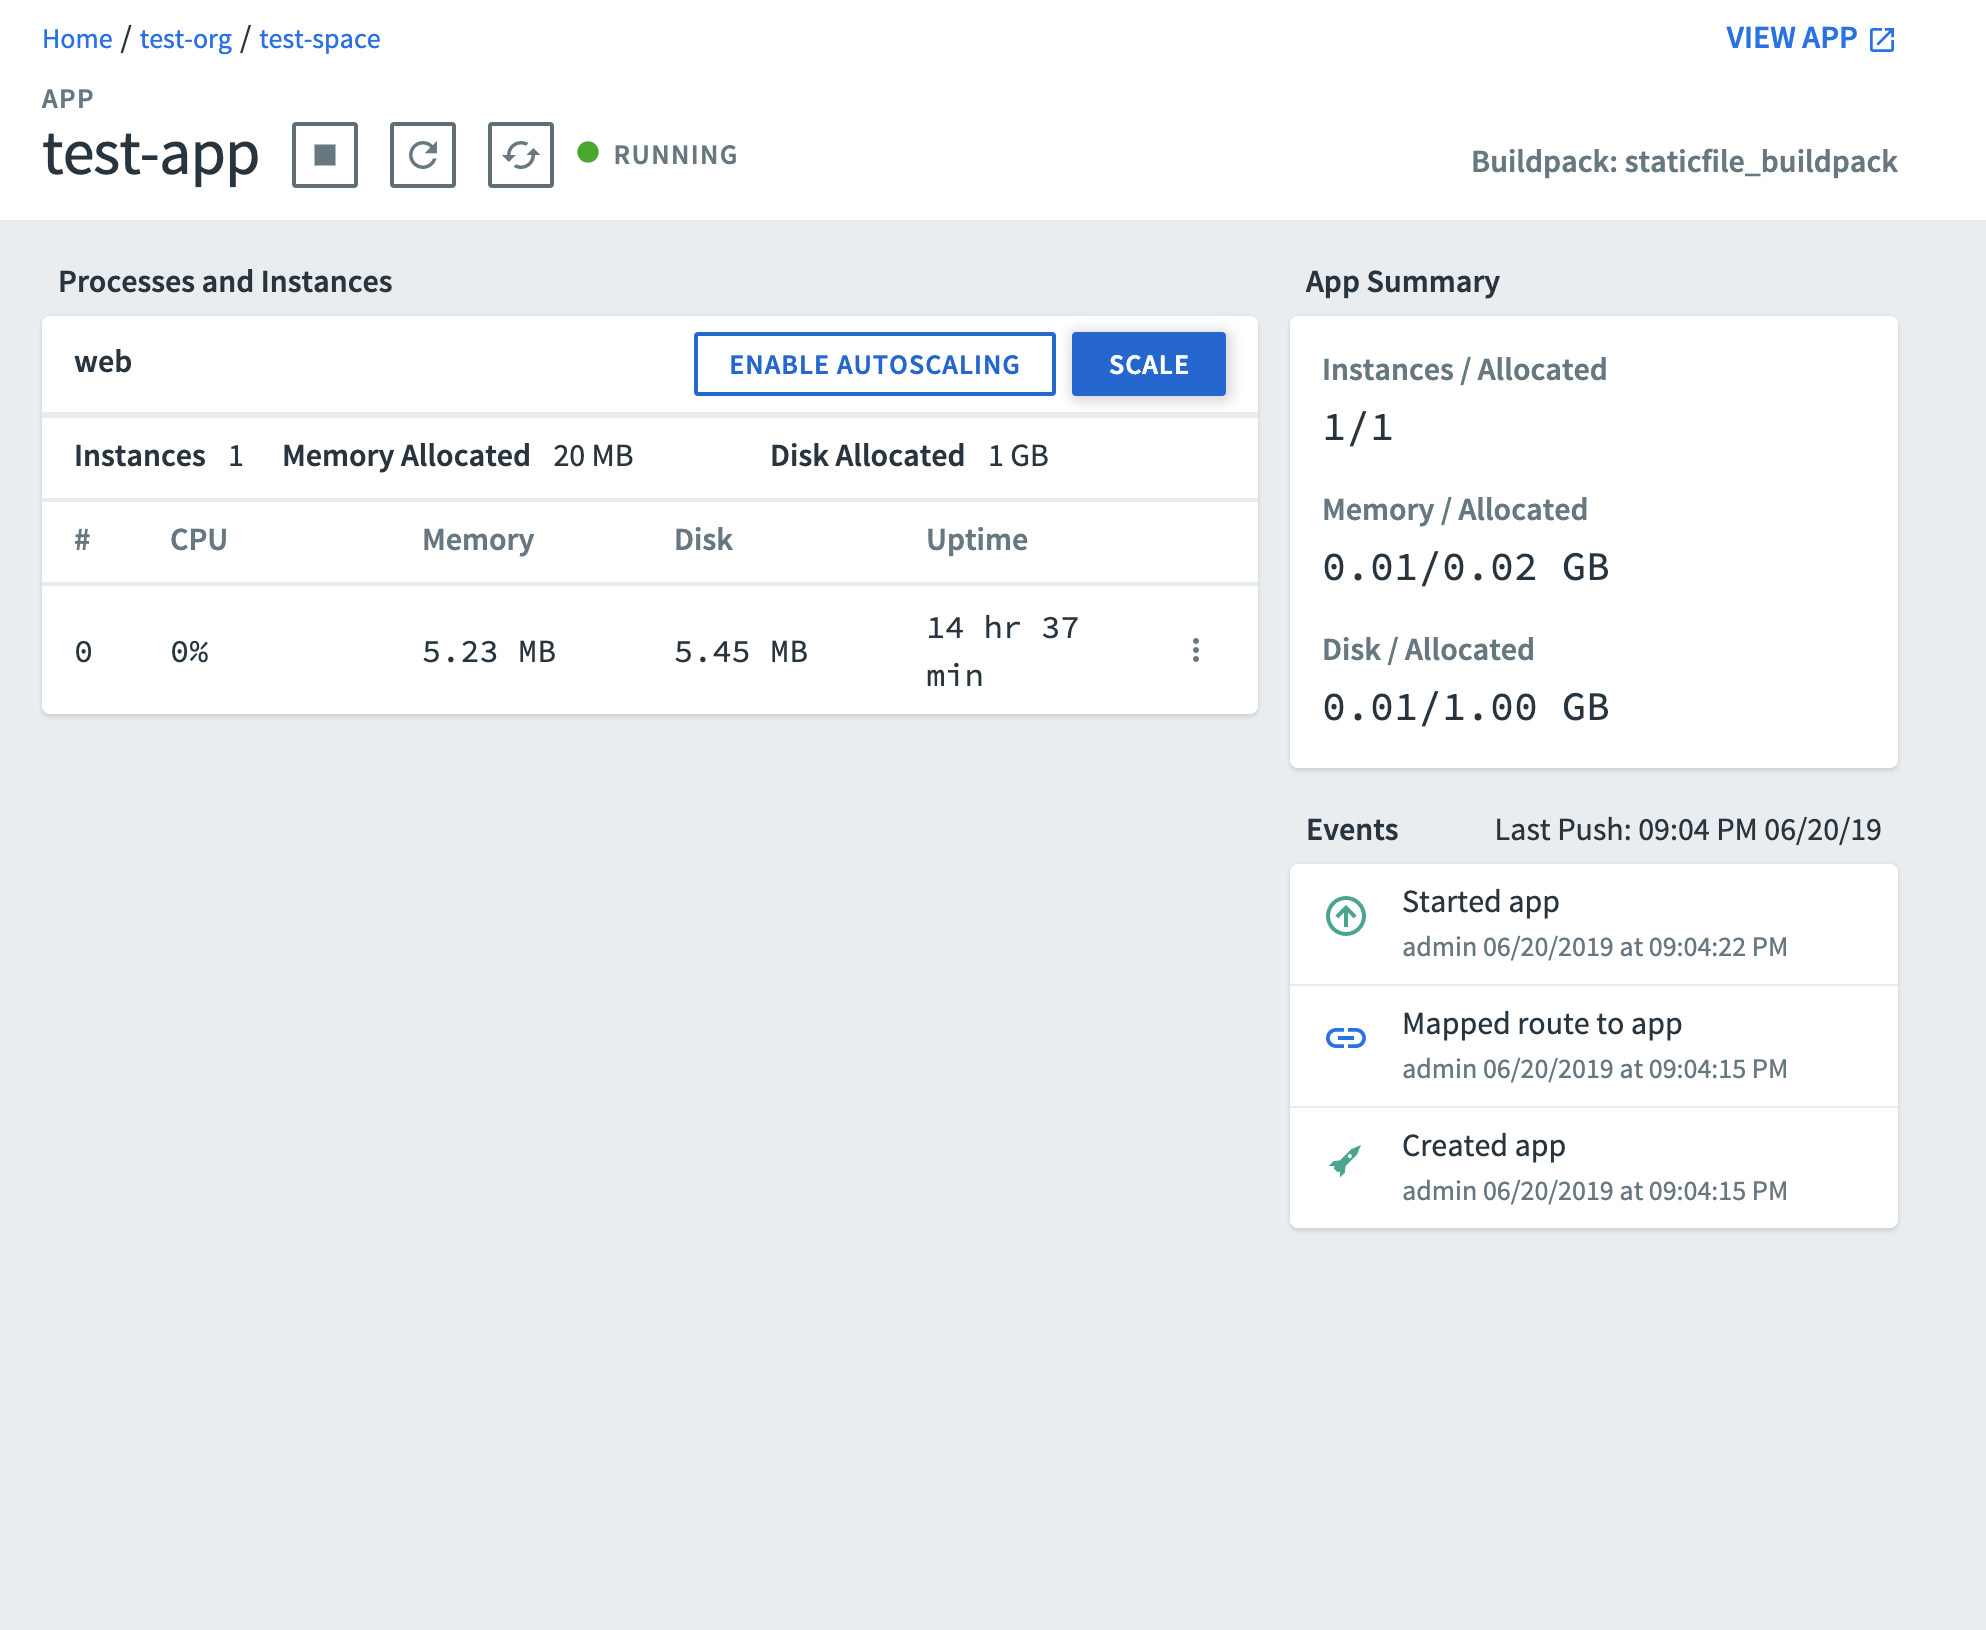 Home / test-org / test-space
VIEW APP
APP
test-app
RUNNING
Buildpack: staticfile_buildpack
Processes and Instances
web
ENABLE AUTOSCALING
SCALE
Instances 1 Memory Allocated 20 MB Disk Allocated 1 GB
# CPU Memory Disk Uptime
0 0% 5.23 MB 5.45 MB 14 hr 37
min
App Summary
Instances / Allocated
1/1
Memory / Allocated
0.01/0.02 GB
Disk / Allocated
0.01/1.00 GB
Events
Last Push: 09:04 PM 06/20/19
Started app
admin 06/20/2019 at 09:04:22 PM
Mapped route to app
admin 06/20/2019 at 09:04:15 PM
Created app
admin 06/20/2019 at 09:04:15 PM